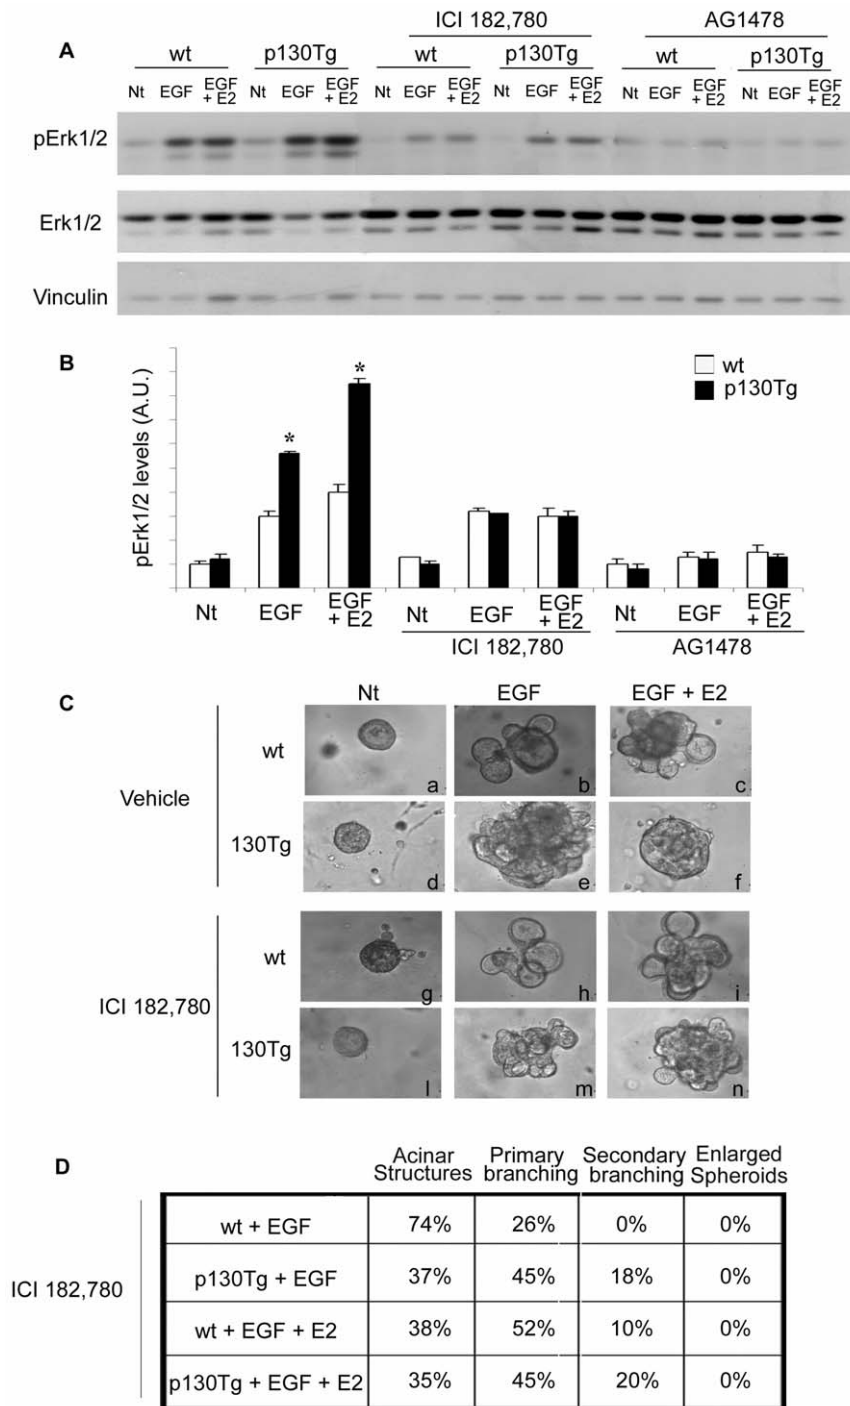 ICI 182,780 AG1478
A wt p130Tg wt p130Tg wt p130Tg
Nt EGF EGF + E2 Nt EGF EGF + E2 Nt EGF EGF + E2 Nt EGF EGF + E2 Nt EGF EGF + E2 Nt EGF EGF + E2
pErk1/2
Erk1/2
Vinculin
B
pErk1/2 levels (A.U.)
* *
wt
p130Tg
Nt EGF EGF + E2 Nt EGF EGF + E2 Nt EGF EGF + E2
ICI 182,780 AG1478
C
Nt EGF EGF + E2
Vehicle
wt a b c
130Tg d e f
ICI 182,780
wt g h i
130Tg l m n
D
Acinar Structures Primary branching Secondary branching Enlarged Spheroids
ICI 182,780
wt + EGF 74% 26% 0% 0%
p130Tg + EGF 37% 45% 18% 0%
wt + EGF + E2 38% 52% 10% 0%
p130Tg + EGF + E2 35% 45% 20% 0%